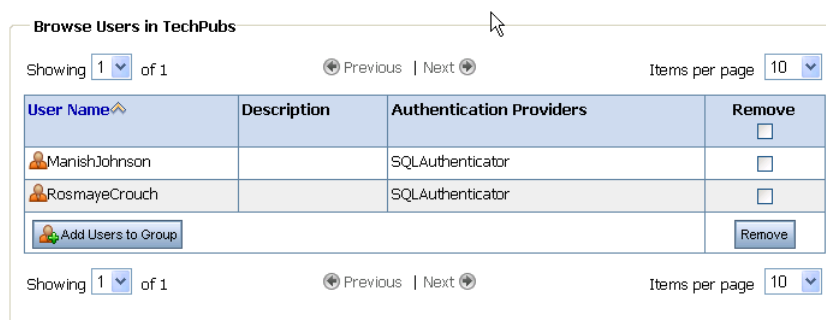 Browse Users in TechPubs
Showing 1 of 1 Previous | Next Items per page 10
User Name Description Authentication Providers Remove
ManishJohnson SQLAuthenticator
RosmayeCrouch SQLAuthenticator
Add Users to Group Remove
Showing 1 of 1 Previous | Next Items per page 10